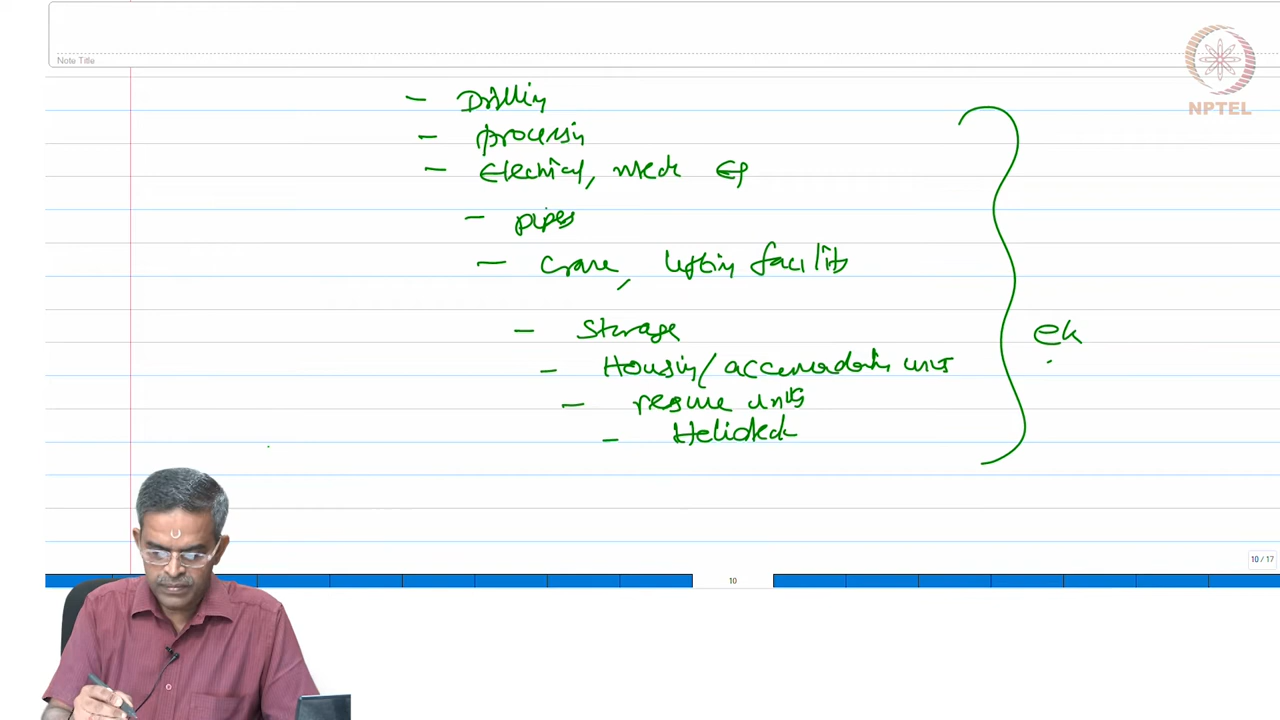 Note Title
NPTEL
- Drilling
- processing
- Electrical, Mech Eq
- pipes
- Crane, lifting facility
- Storage
- Housing/accommodation units
- rescue units
- Helideck
etc
10/17
10